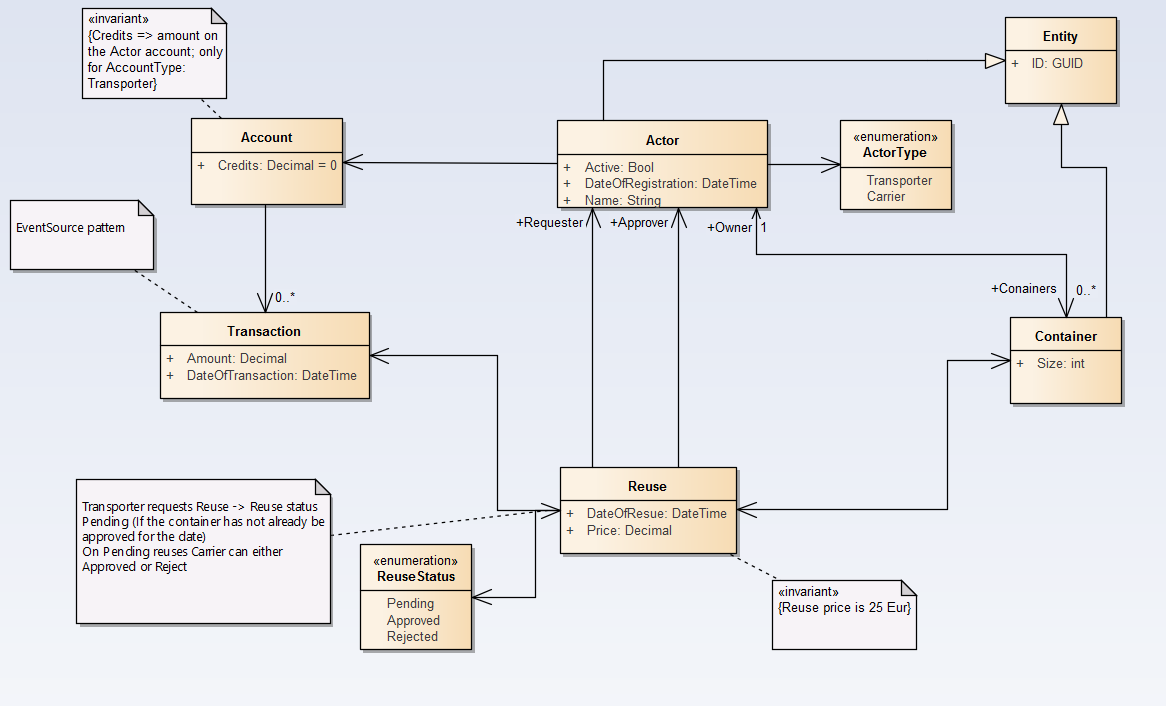 «invariant»
{Credits => amount on
the Actor account; only
for AccountType:
Transporter}
Entity
+ ID: GUID
Account
+ Credits: Decimal = 0
Actor
+ Active: Bool
+ DateOfRegistration: DateTime
+ Name: String
«enumeration»
ActorType
Transporter
Carrier
EventSource pattern
+Requester
+Approver
+Owner 1
+Conainers 0..*
0..*
Transaction
+ Amount: Decimal
+ DateOfTransaction: DateTime
Container
+ Size: int
Transporter requests Reuse -> Reuse status
Pending (If the container has not already be
approved for the date)
On Pending reuses Carrier can either
Approved or Reject
Reuse
+ DateOfResue: DateTime
+ Price: Decimal
«enumeration»
ReuseStatus
Pending
Approved
Rejected
«invariant»
{Reuse price is 25 Eur}